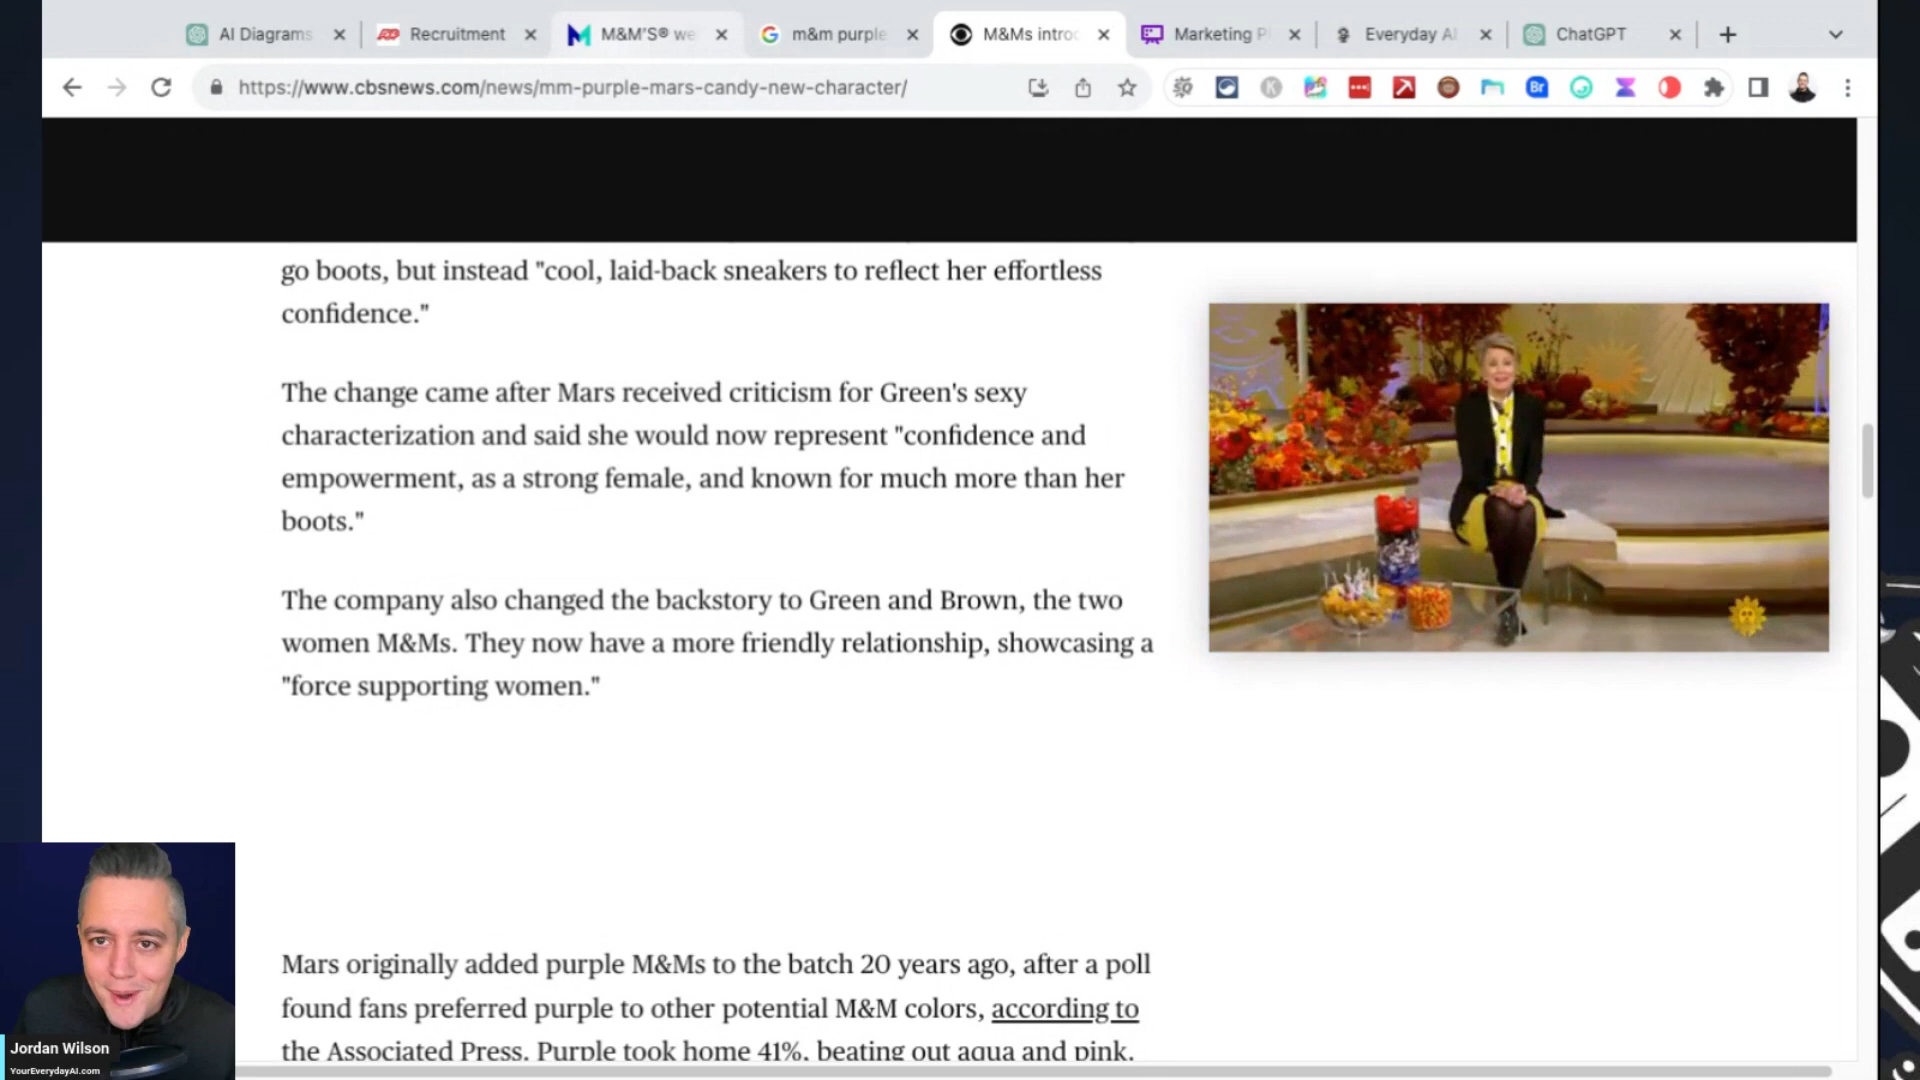 AI Diagrams
ADP Recruitment
M&M'S® we
m&m purple
M&Ms intro
Marketing P
Everyday AI
ChatGPT
https://www.cbsnews.com/news/mm-purple-mars-candy-new-character/
Br
go boots, but instead "cool, laid-back sneakers to reflect her effortless
confidence."
The change came after Mars received criticism for Green's sexy
characterization and said she would now represent "confidence and
empowerment, as a strong female, and known for much more than her
boots."
The company also changed the backstory to Green and Brown, the two
women M&Ms. They now have a more friendly relationship, showcasing a
"force supporting women."
Mars originally added purple M&Ms to the batch 20 years ago, after a poll
found fans preferred purple to other potential M&M colors, according to
the Associated Press. Purple took home 41%, beating out aqua and pink.
Jordan Wilson
YourEverydayAI.com